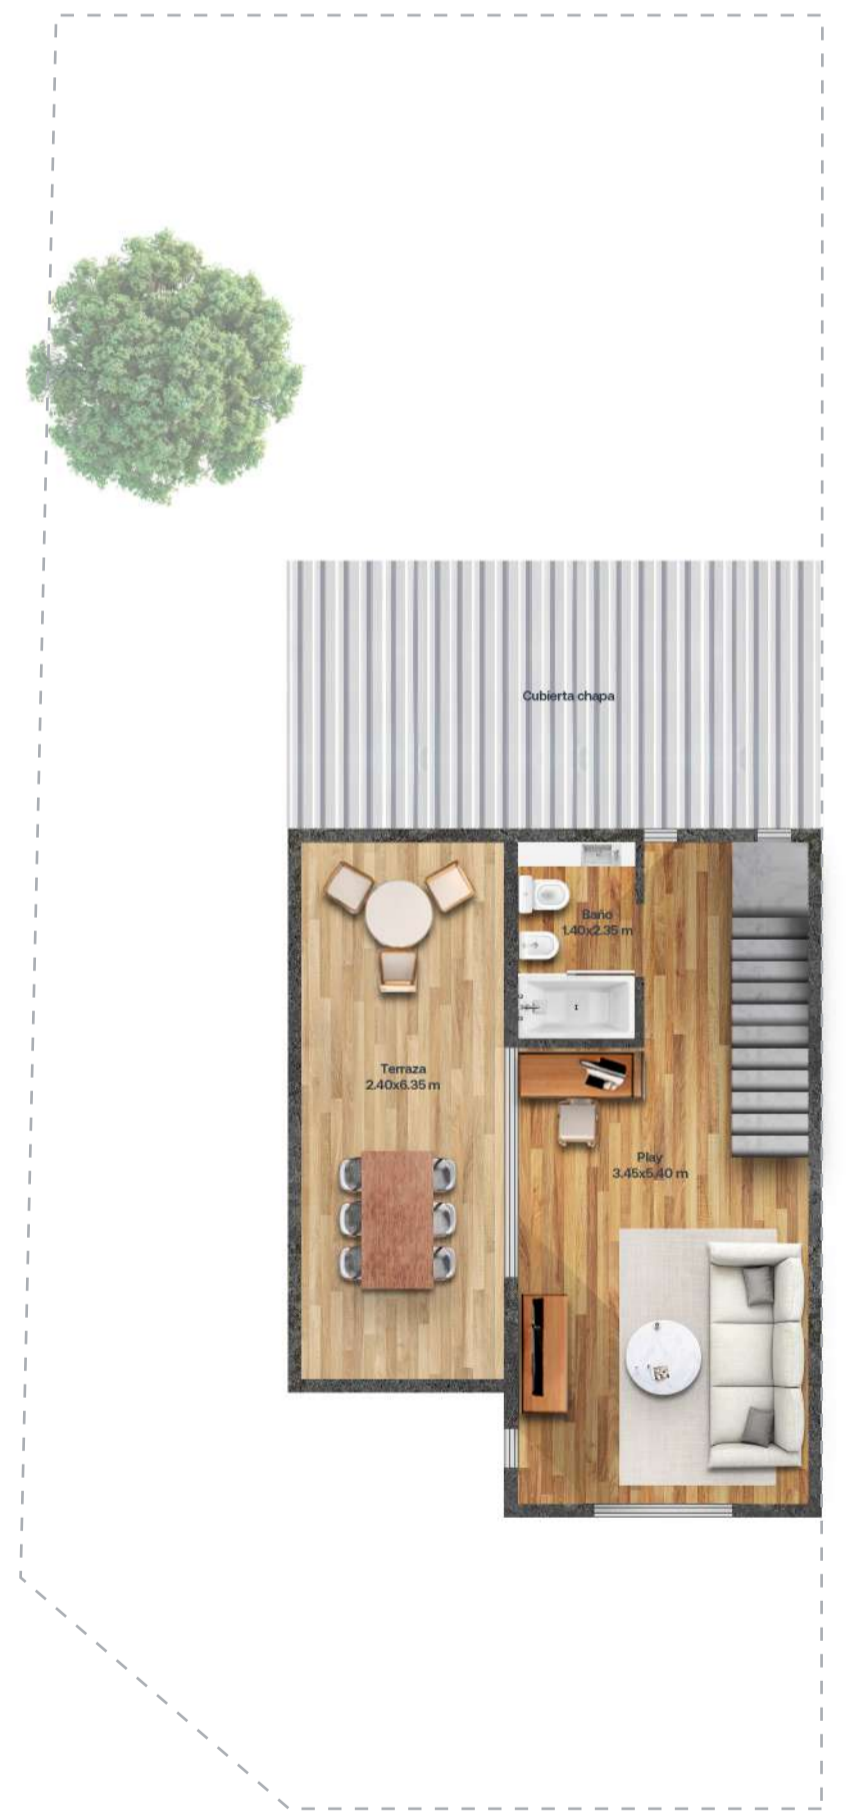 Cubierta chapa
Baño
1.40x2.35 m
Terraza
2.40x6.35 m
Play
3.45x5.40 m